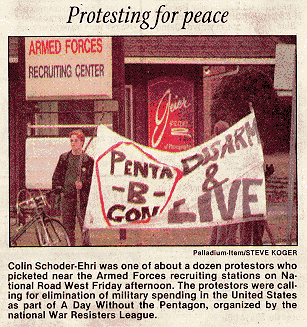 Protesting for peace
ARMED FORCES
RECRUITING CENTER
Geier
PENTA
-B-
GON
DISARM
&
LIVE
Palladium-Item/STEVE KOGER
Colin Schoder-Ehri was one of about a dozen protestors who
picketed near the Armed Forces recruiting stations on Na-
tional Road West Friday afternoon. The protestors were cal-
ling for elimination of military spending in the United States
as part of A Day Without the Pentagon, organized by the
national War Resisters League.